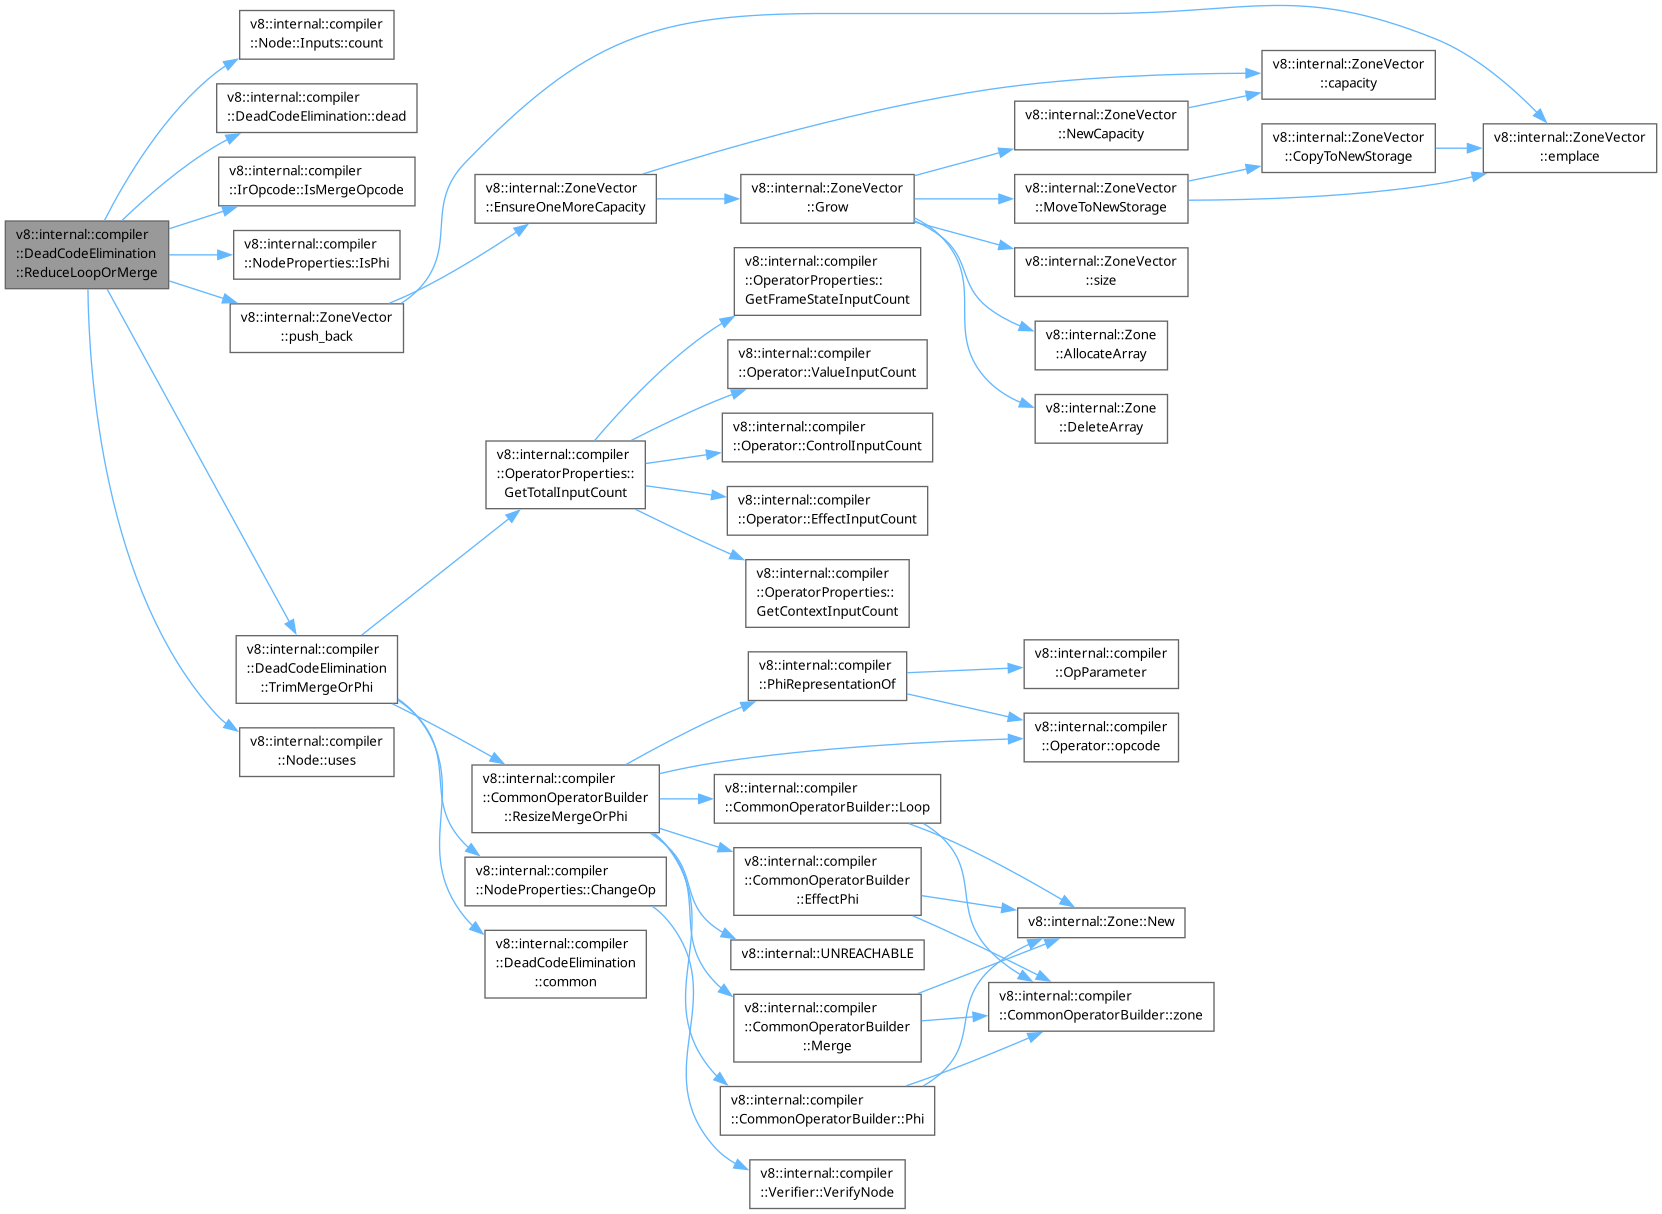 v8::internal::compiler
::DeadCodeElimination
::ReduceLoopOrMerge
v8::internal::compiler
::Node::Inputs::count
v8::internal::compiler
::DeadCodeElimination::dead
v8::internal::compiler
::IrOpcode::IsMergeOpcode
v8::internal::compiler
::NodeProperties::IsPhi
v8::internal::ZoneVector
::push_back
v8::internal::compiler
::DeadCodeElimination
::TrimMergeOrPhi
v8::internal::compiler
::Node::uses
v8::internal::ZoneVector
::EnsureOneMoreCapacity
v8::internal::compiler
::OperatorProperties::
GetTotalInputCount
v8::internal::compiler
::CommonOperatorBuilder
::ResizeMergeOrPhi
v8::internal::compiler
::NodeProperties::ChangeOp
v8::internal::compiler
::DeadCodeElimination
::common
v8::internal::ZoneVector
::Grow
v8::internal::compiler
::OperatorProperties::
GetFrameStateInputCount
v8::internal::compiler
::Operator::ValueInputCount
v8::internal::compiler
::Operator::ControlInputCount
v8::internal::compiler
::Operator::EffectInputCount
v8::internal::compiler
::OperatorProperties::
GetContextInputCount
v8::internal::compiler
::PhiRepresentationOf
v8::internal::compiler
::CommonOperatorBuilder::Loop
v8::internal::compiler
::CommonOperatorBuilder
::EffectPhi
v8::internal::UNREACHABLE
v8::internal::compiler
::CommonOperatorBuilder
::Merge
v8::internal::compiler
::CommonOperatorBuilder::Phi
v8::internal::compiler
::Verifier::VerifyNode
v8::internal::ZoneVector
::NewCapacity
v8::internal::ZoneVector
::MoveToNewStorage
v8::internal::ZoneVector
::size
v8::internal::Zone
::AllocateArray
v8::internal::Zone
::DeleteArray
v8::internal::compiler
::OpParameter
v8::internal::compiler
::Operator::opcode
v8::internal::Zone::New
v8::internal::compiler
::CommonOperatorBuilder::zone
v8::internal::ZoneVector
::capacity
v8::internal::ZoneVector
::CopyToNewStorage
v8::internal::ZoneVector
::emplace